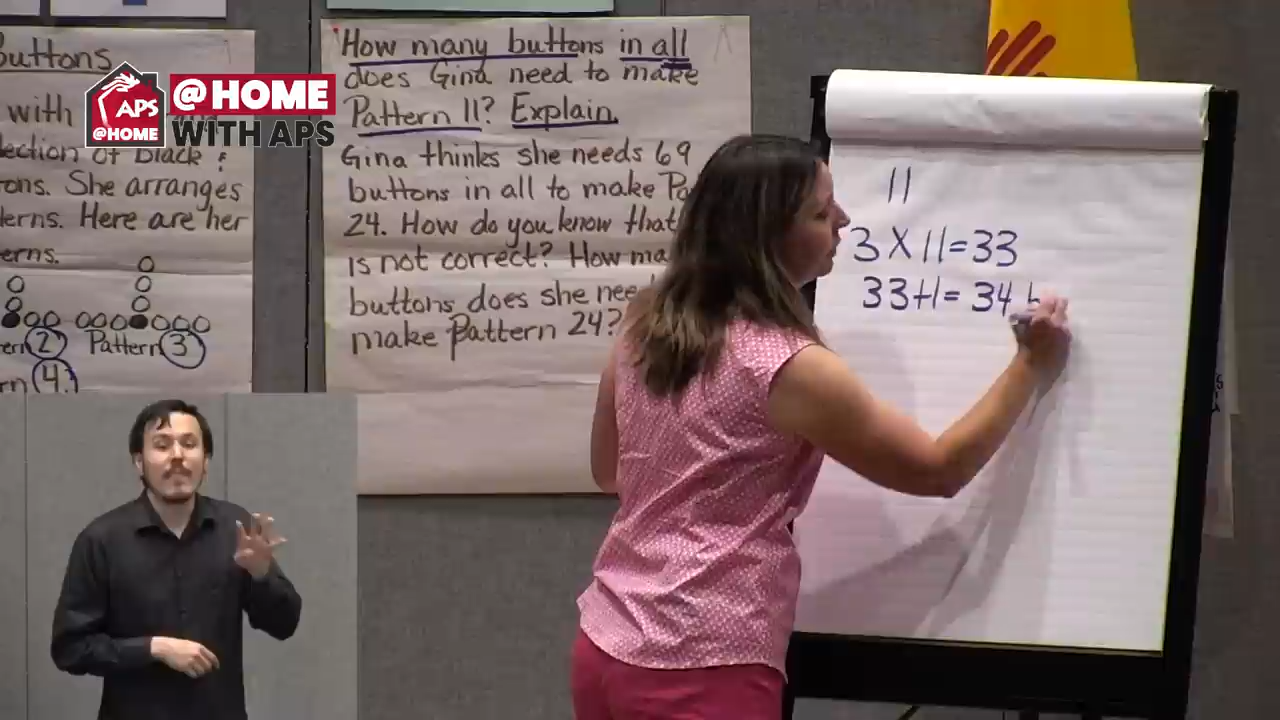 Buttons
with
lection of black &
ons. She arranges
terns. Here are her
erns.
ern 2 Pattern 3
rn 4.
APS
@HOME
@HOME
WITH APS
How many buttons in all
does Gina need to make
Pattern 11? Explain.
Gina thinks she needs 69
buttons in all to make Pa
24. How do you know that
is not correct? How ma
buttons does she nee
make Pattern 24?
11
3 X 11=33
33+1= 34 b